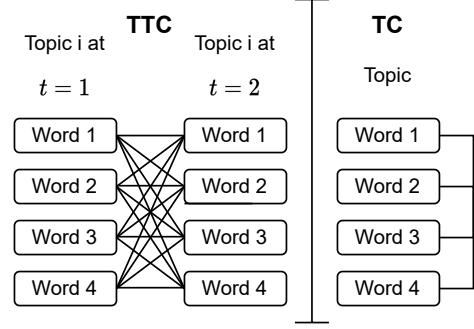 TTC
Topic i at
t = 1
Topic i at
t = 2
Word 1
Word 1
Word 2
Word 2
Word 3
Word 3
Word 4
Word 4
TC
Topic
Word 1
Word 2
Word 3
Word 4